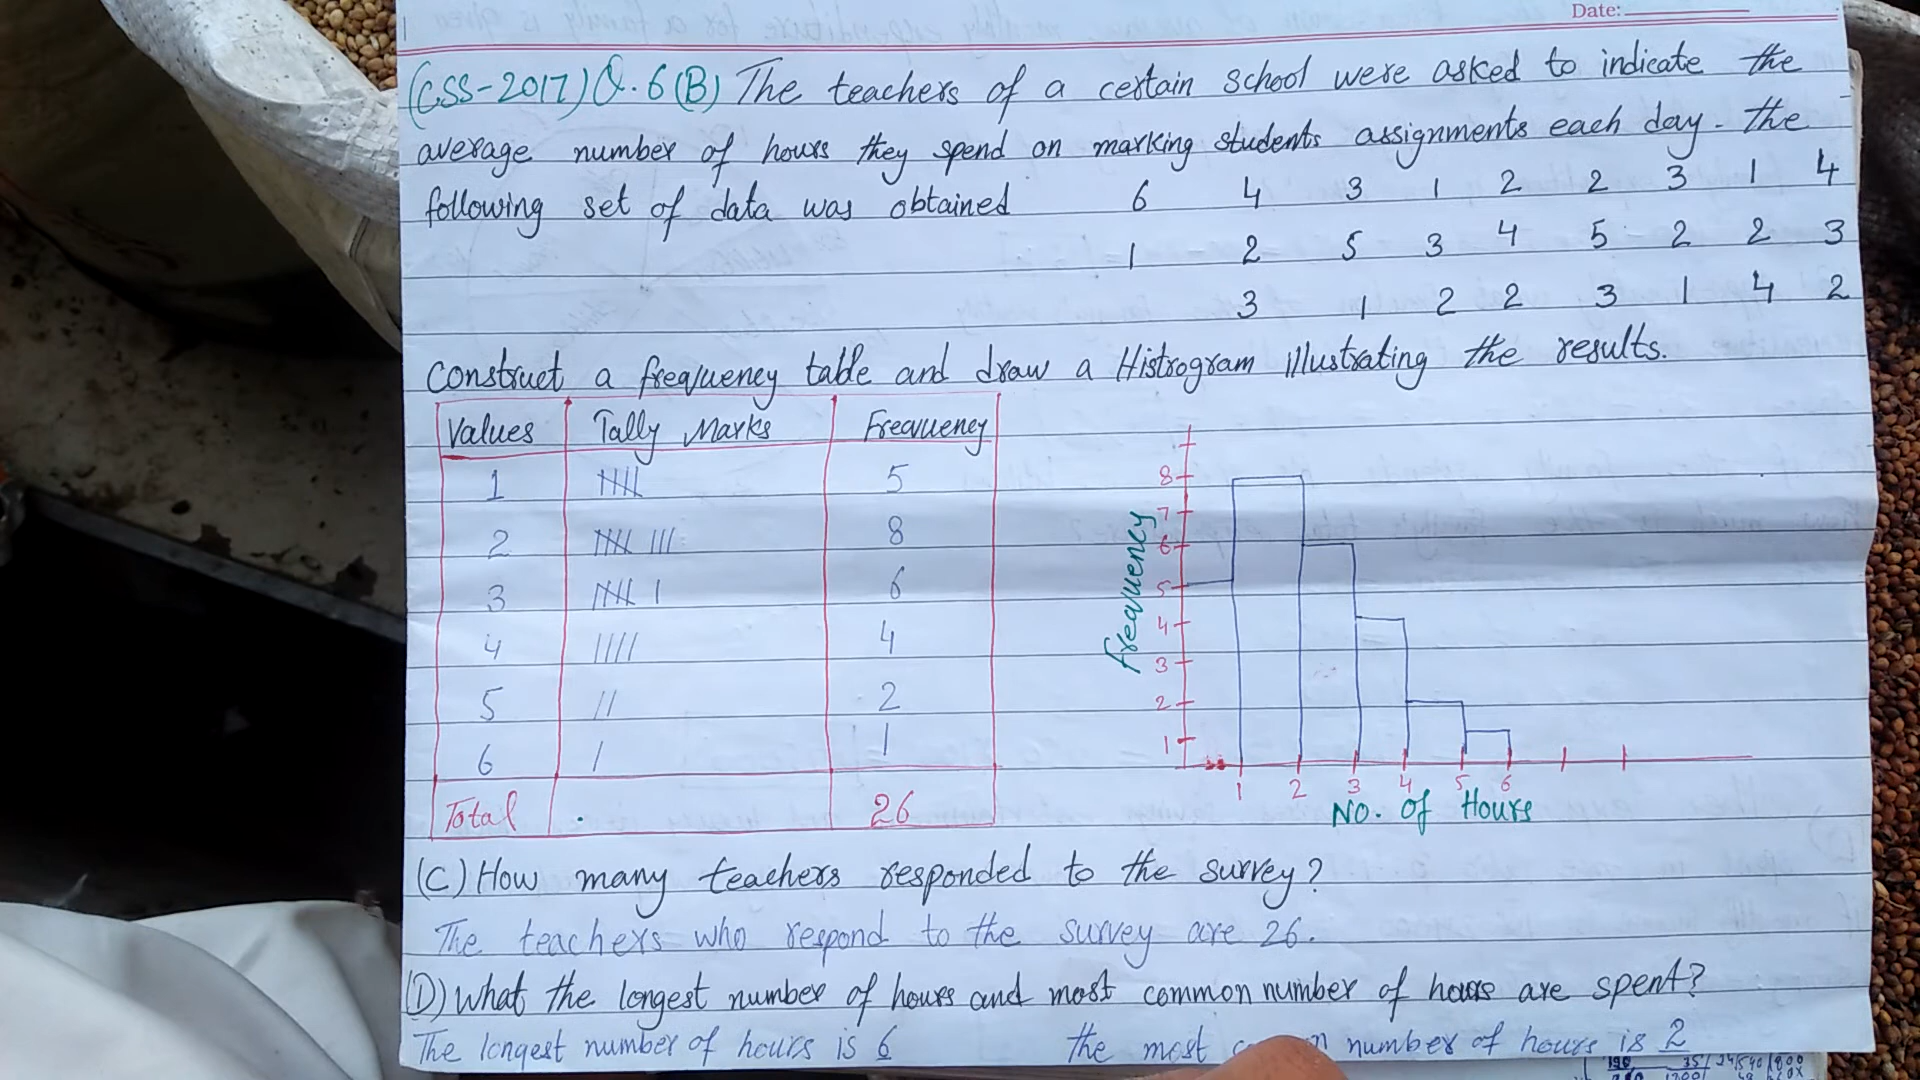 Date:
(CSS-2017) Q.6(B) The teachers of a certain school were asked to indicate the
average number of hours they spend on marking students assignments each day. The
following set of data was obtained 6 4 3 1 2 2 3 1 4
1 2 5 3 4 5 2 2 3
3 1 2 2 3 1 4 2
Construct a frequency table and draw a Histrogram illustrating the results.
Values Tally Marks Frequency
1 5
2 8
3 6
4 4
5 2
6 1
Total 26
8
7
6
5
4
3
2
1
Frequency
1 2 3 4 5 6
No. of Hours
(C) How many teachers responded to the survey?
The teachers who respond to the survey are 26.
(D) What the longest number of hours and most common number of hours are spent?
The longest number of hours is 6 the most number of hours is 2